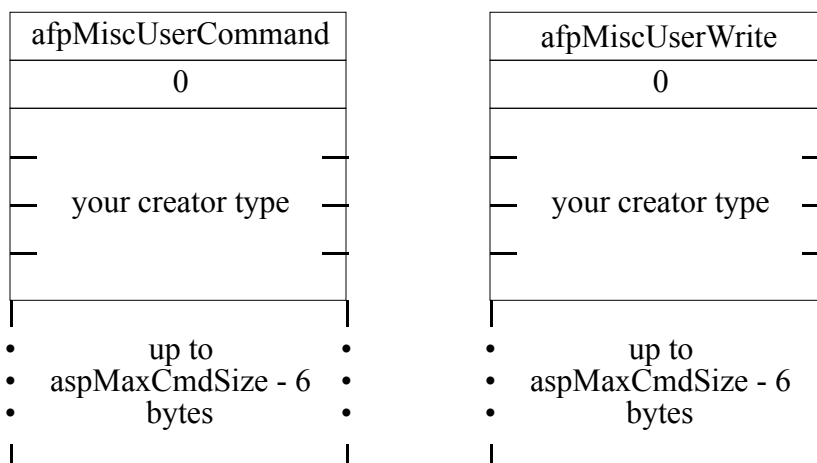 afpMiscUserCommand
0
your creator type
up to
aspMaxCmdSize - 6
bytes
afpMiscUserWrite
0
your creator type
up to
aspMaxCmdSize - 6
bytes